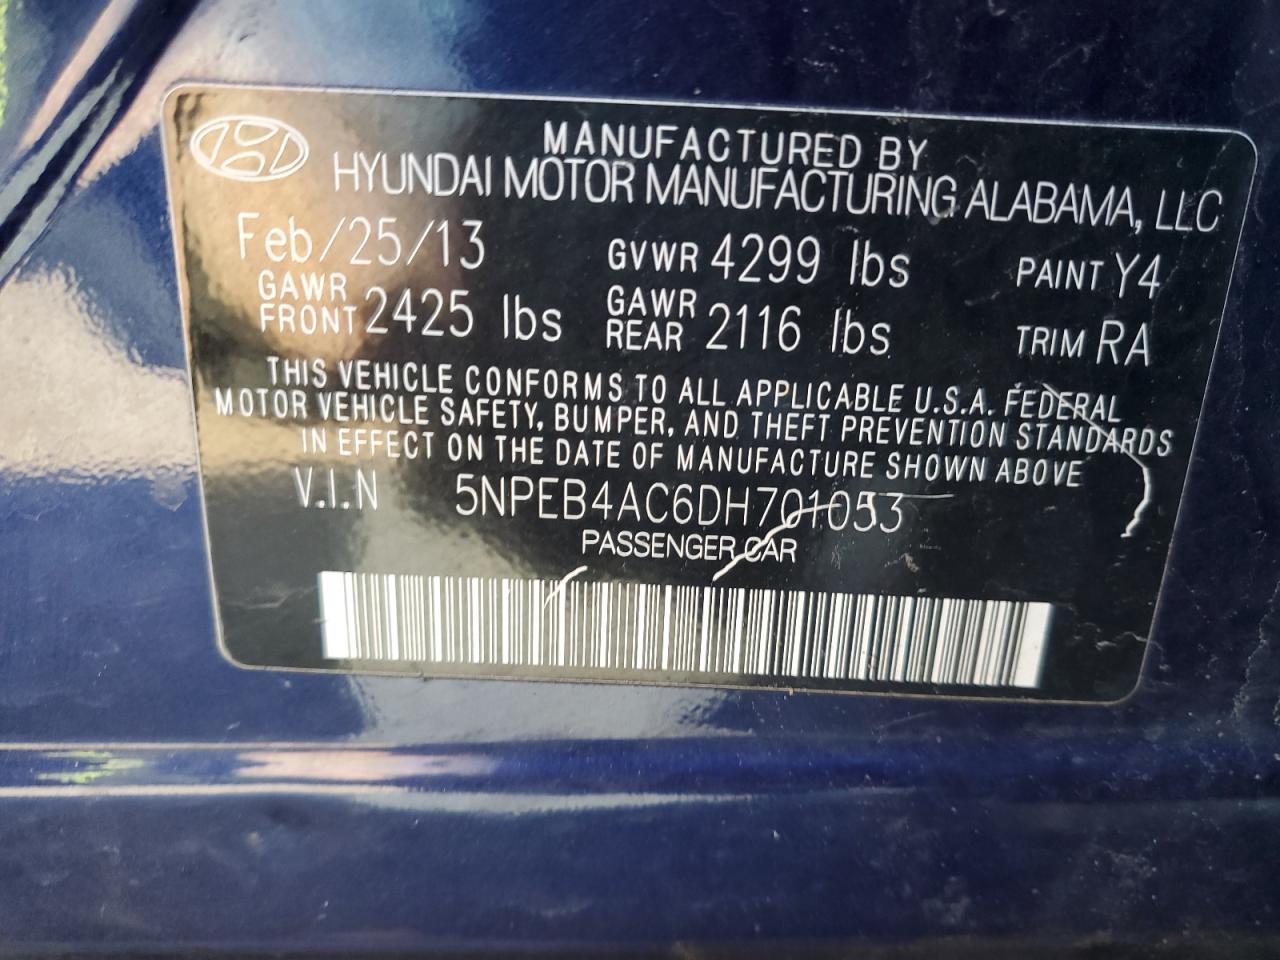 MANUFACTURED BY
HYUNDAI MOTOR MANUFACTURING ALABAMA, LLC
Feb/25/13 GVWR 4299 lbs PAINT Y4
GAWR FRONT 2425 lbs GAWR REAR 2116 lbs TRIM RA
THIS VEHICLE CONFORMS TO ALL APPLICABLE U.S.A. FEDERAL
MOTOR VEHICLE SAFETY, BUMPER, AND THEFT PREVENTION STANDARDS
IN EFFECT ON THE DATE OF MANUFACTURE SHOWN ABOVE
V.I.N 5NPEB4AC6DH701053
PASSENGER CAR